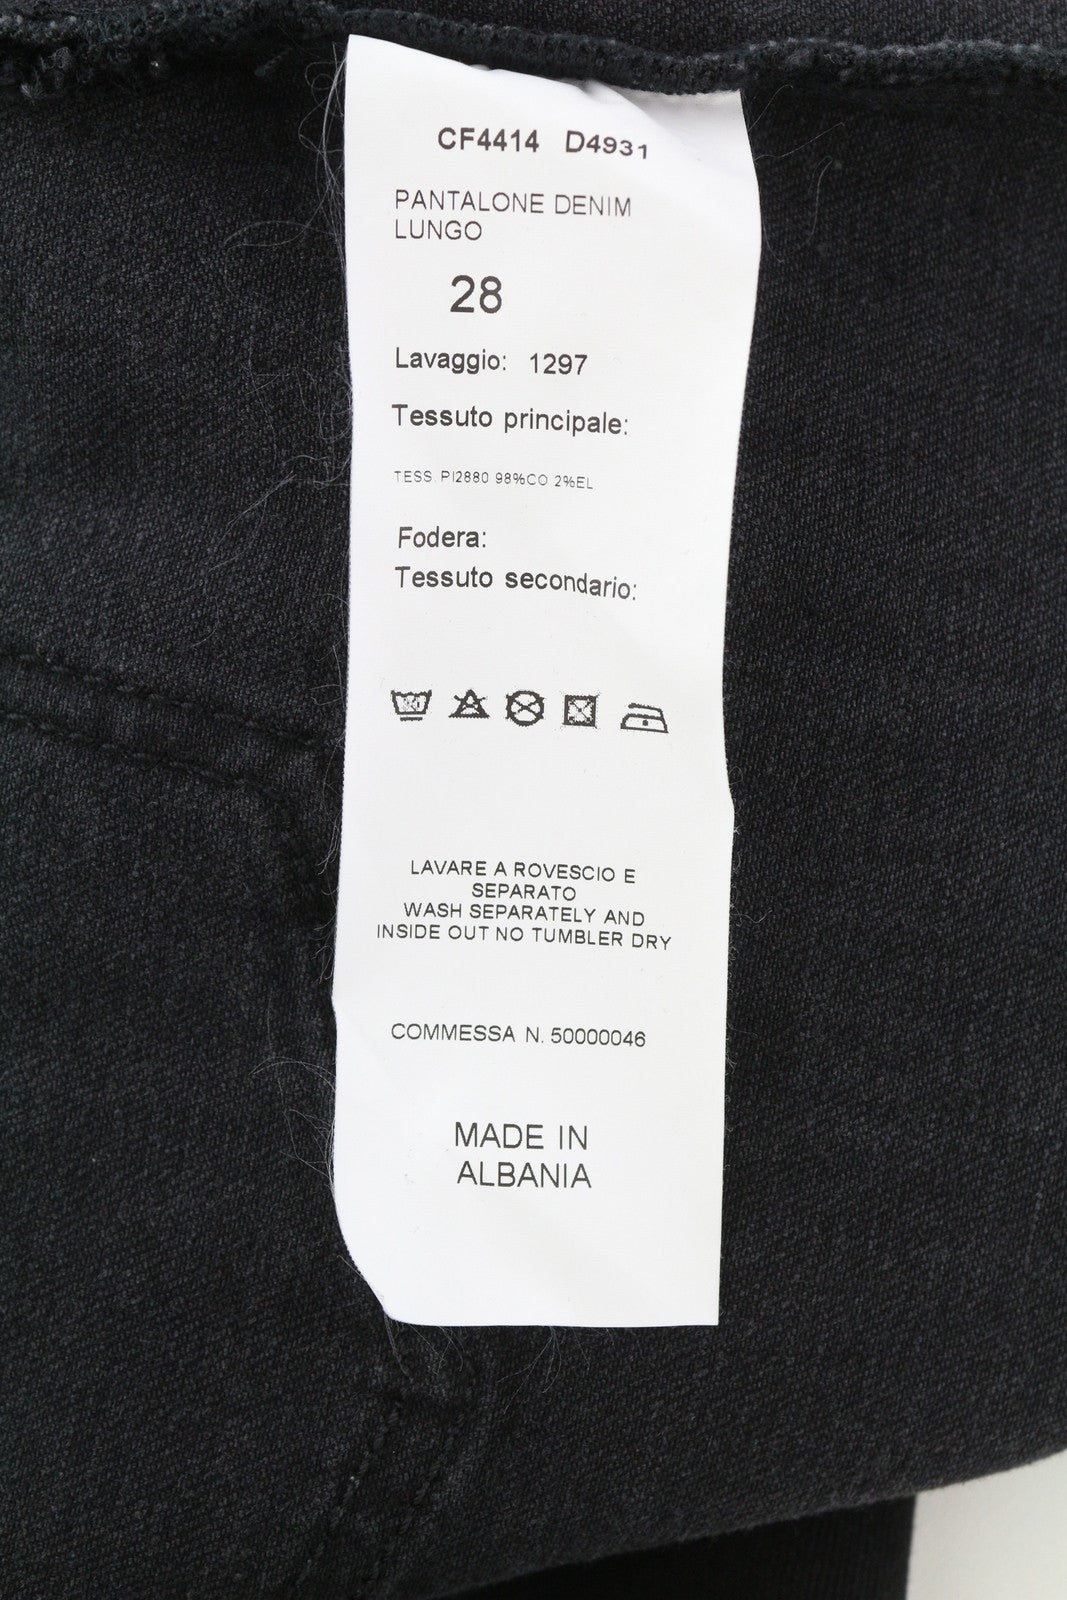 CF4414 D4931
PANTALONE DENIM
LUNGO
28
Lavaggio: 1297
Tessuto principale:
TESS. PI2880 98%CO 2%EL
Fodera:
Tessuto secondario:
LAVARE A ROVESCIO E
SEPARATO
WASH SEPARATELY AND
INSIDE OUT NO TUMBLER DRY
COMMESSA N. 50000046
MADE IN
ALBANIA